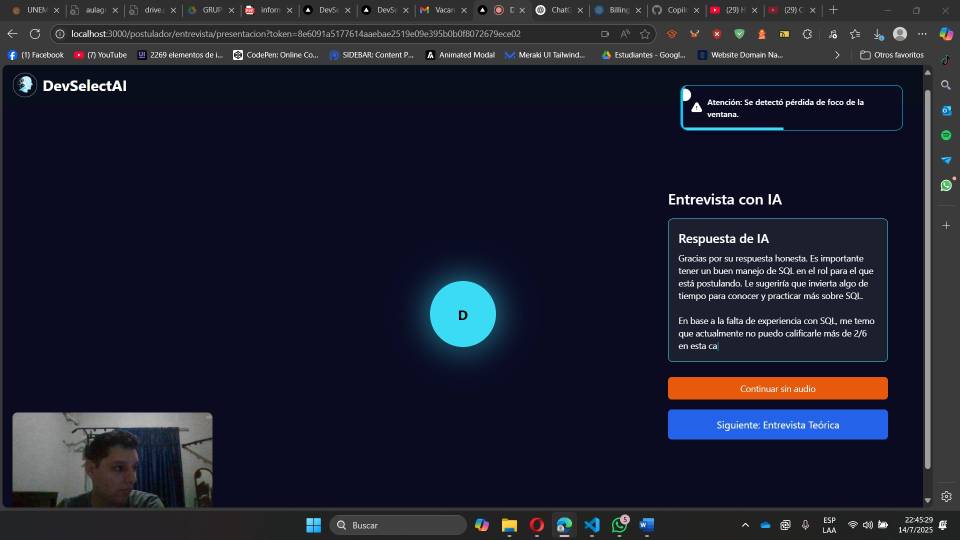 UNEM
aulag
drive.g
GRUP
infor
DevSe
DevSe
Vacan
D
ChatG
Billing
Copilo
(29) H
(29) C
localhost:3000/postulador/entrevista/presentacion?token=8e6091a5177614aaebae2519e09e395b0b0ff8072679ece02
(1) Facebook
(7) YouTube
2269 elementos de i...
CodePen: Online Co...
SIDEBAR: Content P...
Animated Modal
Meraki UI Tailwind...
Estudiantes - Googl...
Website Domain Na...
Otros favoritos
DevSelectAI
Atención: Se detectó pérdida de foco de la
ventana.
Entrevista con IA
Respuesta de IA
Gracias por su respuesta honesta. Es importante
tener un buen manejo de SQL en el rol para el que
está postulando. Le sugeriría que invierta algo de
tiempo para conocer y practicar más sobre SQL.
En base a la falta de experiencia con SQL, me temo
que actualmente no puedo calificarle más de 2/6
en esta ca
D
Continuar sin audio
Siguiente: Entrevista Teórica
Buscar
5
ESP
LAA
22:45:29
14/7/2025